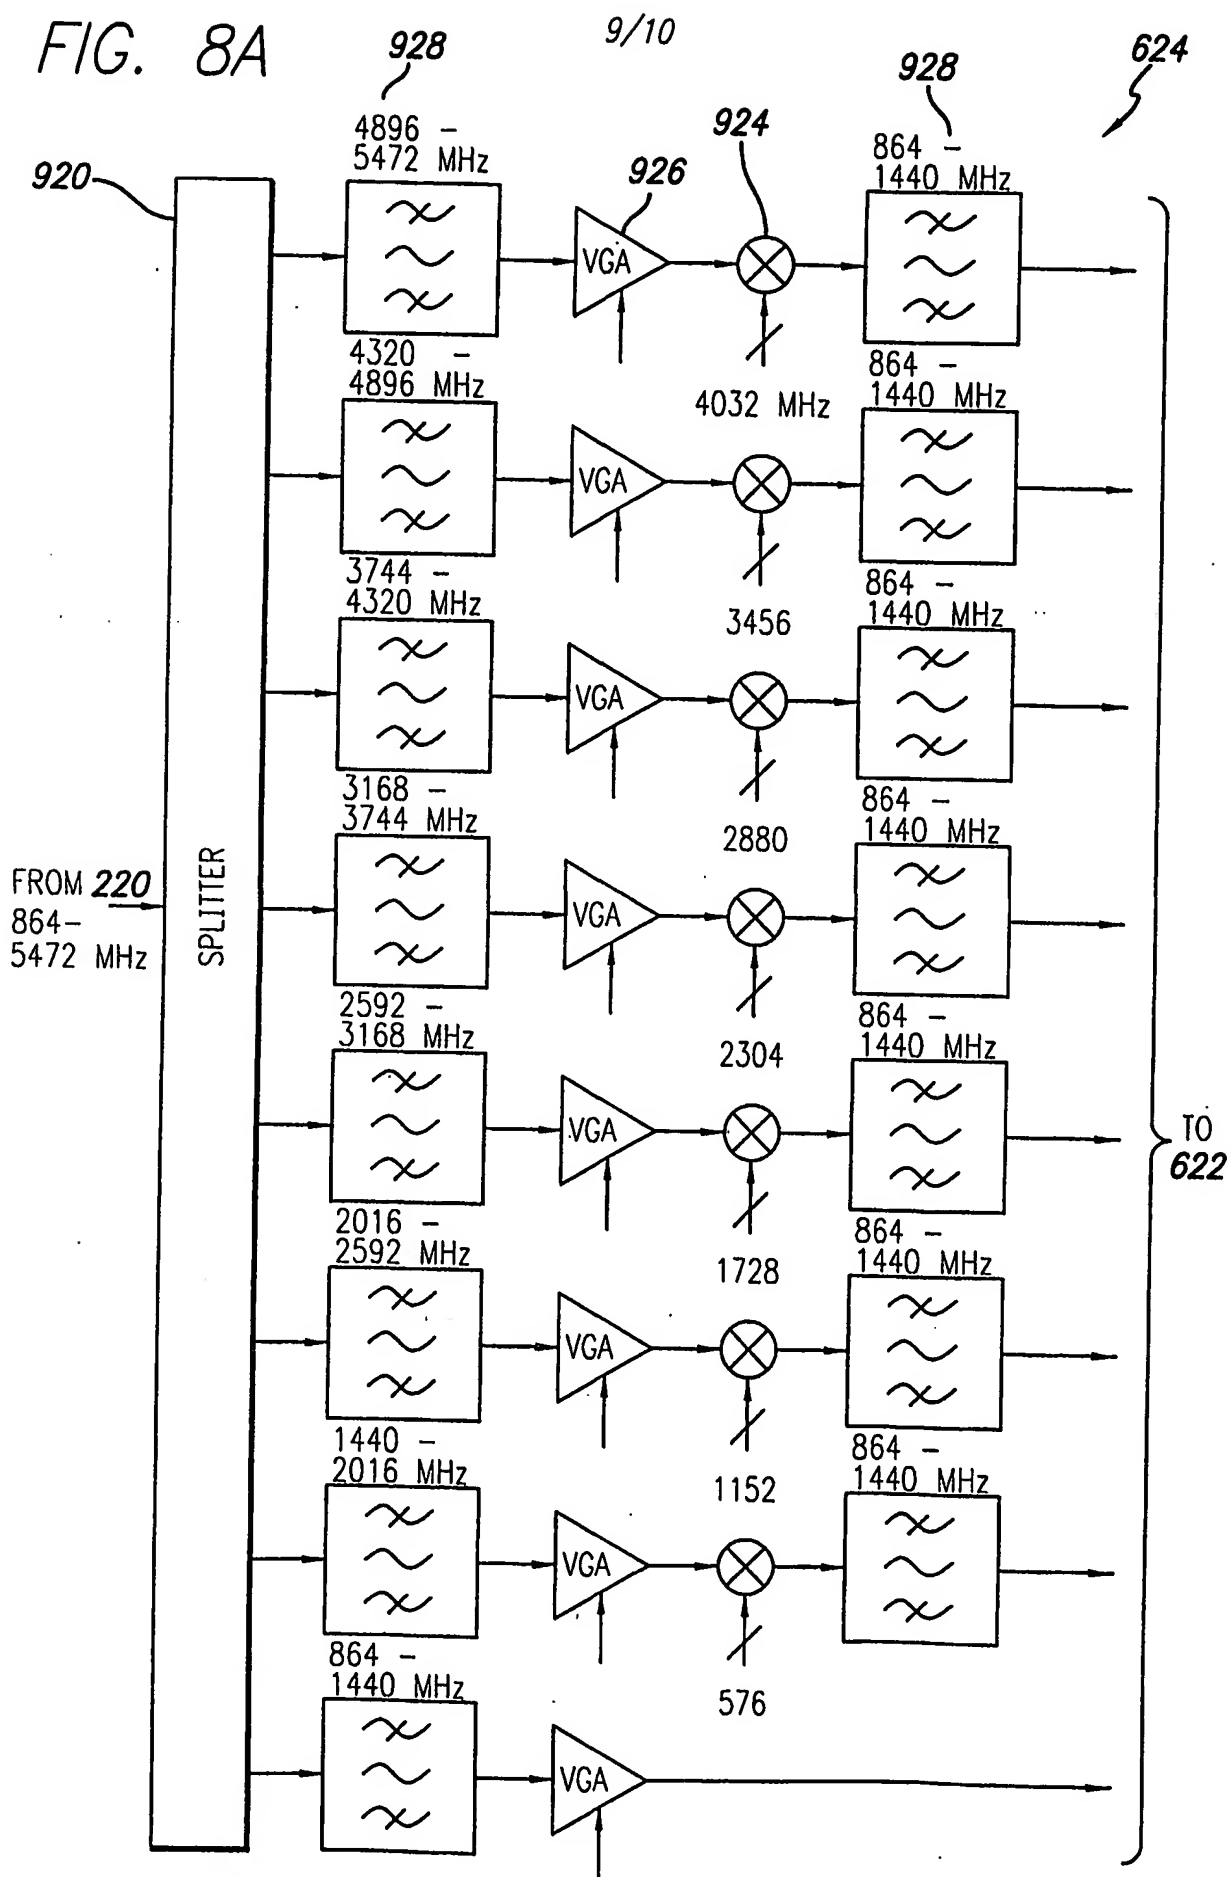 FIG. 8A
9/10
928
928
624
924
926
920
4896 -
5472 MHz
864 -
1440 MHz
VGA
4032 MHz
4320 -
4896 MHz
864 -
1440 MHz
VGA
3456
3744 -
4320 MHz
864 -
1440 MHz
VGA
2880
3168 -
3744 MHz
864 -
1440 MHz
VGA
2304
FROM 220
864-
5472 MHz
SPLITTER
2592 -
3168 MHz
864 -
1440 MHz
VGA
1728
TO
622
2016 -
2592 MHz
864 -
1440 MHz
VGA
1152
1440 -
2016 MHz
864 -
1440 MHz
VGA
576
864 -
1440 MHz
VGA